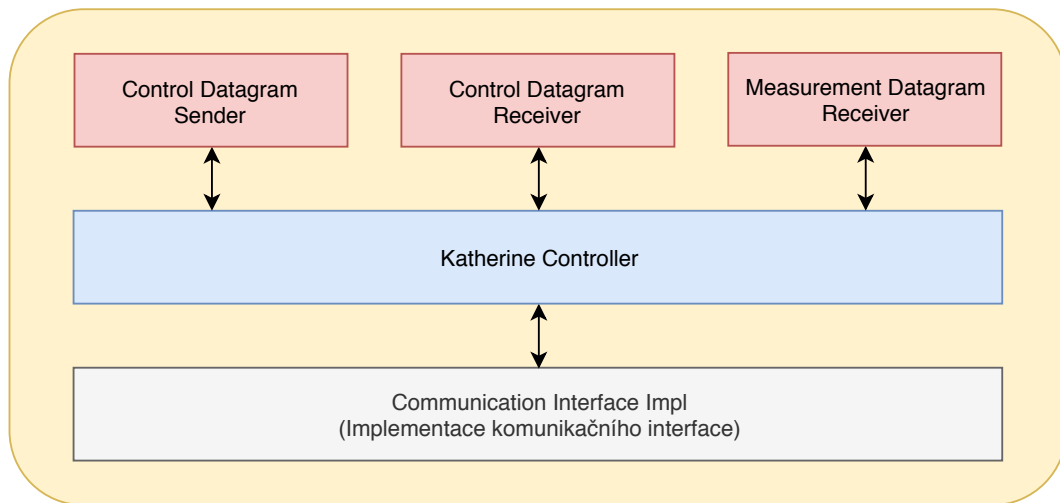 Control Datagram
Sender
Control Datagram
Receiver
Measurement Datagram
Receiver
Katherine Controller
Communication Interface Impl
(Implementace komunikačního interface)